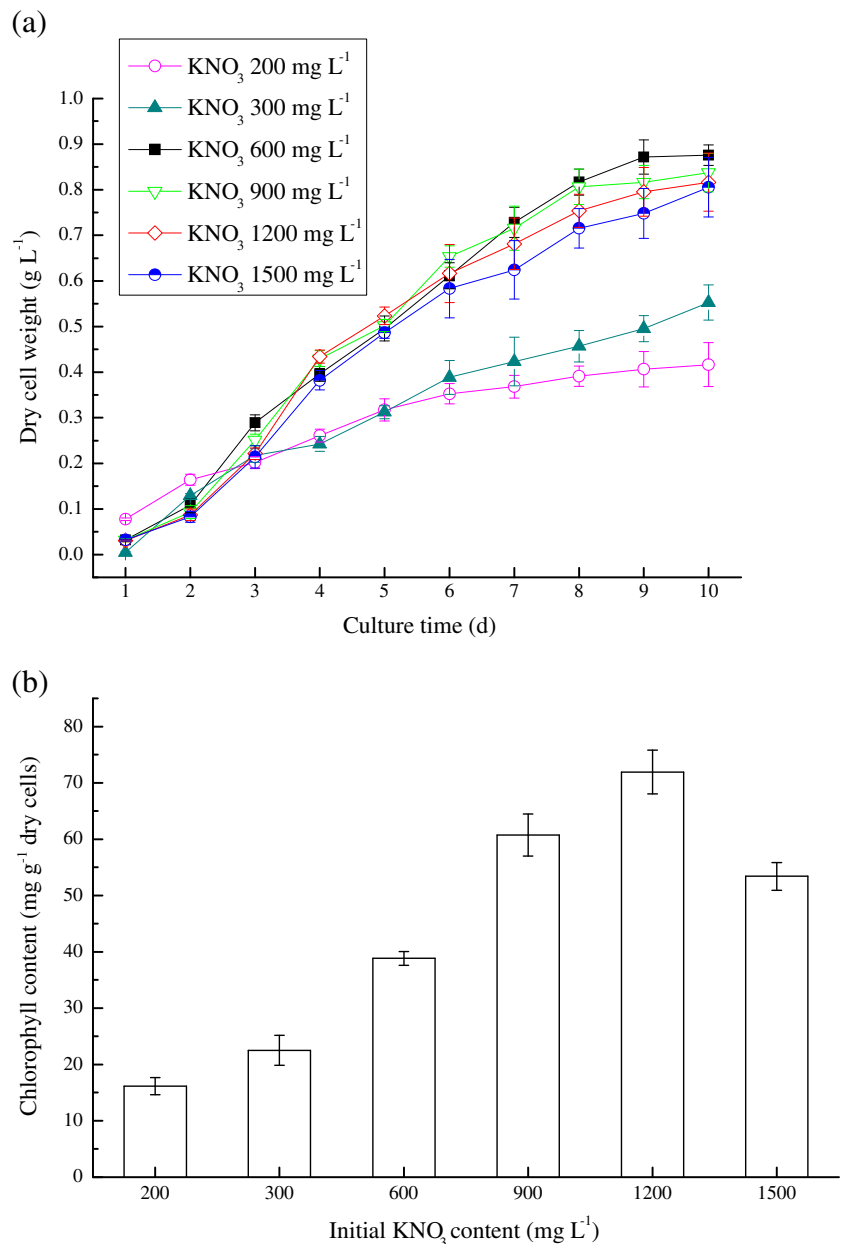 (a)
KNO₃ 200 mg L⁻¹
KNO₃ 300 mg L⁻¹
KNO₃ 600 mg L⁻¹
KNO₃ 900 mg L⁻¹
KNO₃ 1200 mg L⁻¹
KNO₃ 1500 mg L⁻¹
Dry cell weight (g L⁻¹)
1.0
0.9
0.8
0.7
0.6
0.5
0.4
0.3
0.2
0.1
0.0
1 2 3 4 5 6 7 8 9 10
Culture time (d)
(b)
Chlorophyll content (mg g⁻¹ dry cells)
80
70
60
50
40
30
20
10
0
200 300 600 900 1200 1500
Initial KNO₃ content (mg L⁻¹)